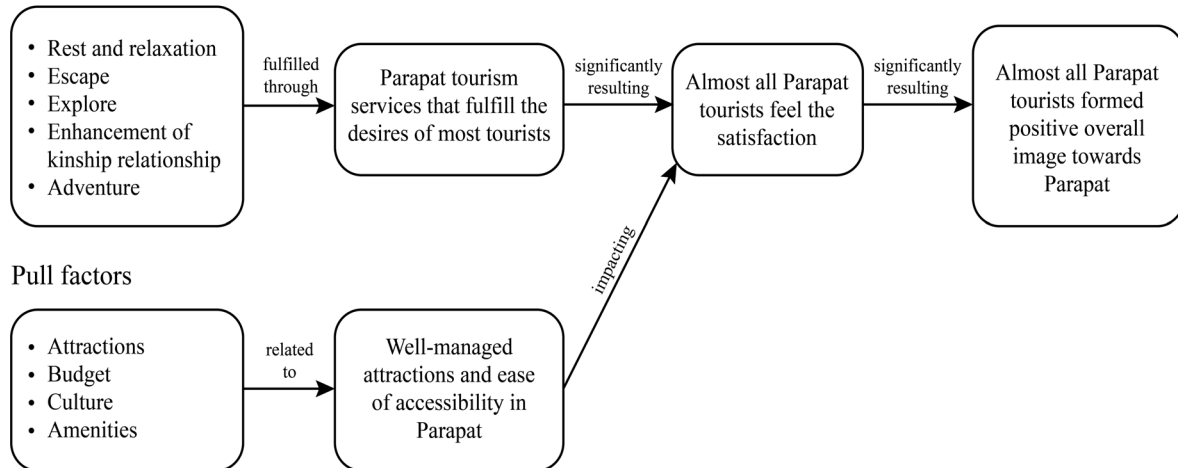 • Rest and relaxation
• Escape
• Explore
• Enhancement of
kinship relationship
• Adventure
fulfilled
through
Parapat tourism
services that fulfill the
desires of most tourists
significantly
resulting
Almost all Parapat
tourists feel the
satisfaction
significantly
resulting
Almost all Parapat
tourists formed
positive overall
image towards
Parapat
impacting
Pull factors
• Attractions
• Budget
• Culture
• Amenities
related
to
Well-managed
attractions and ease
of accessibility in
Parapat